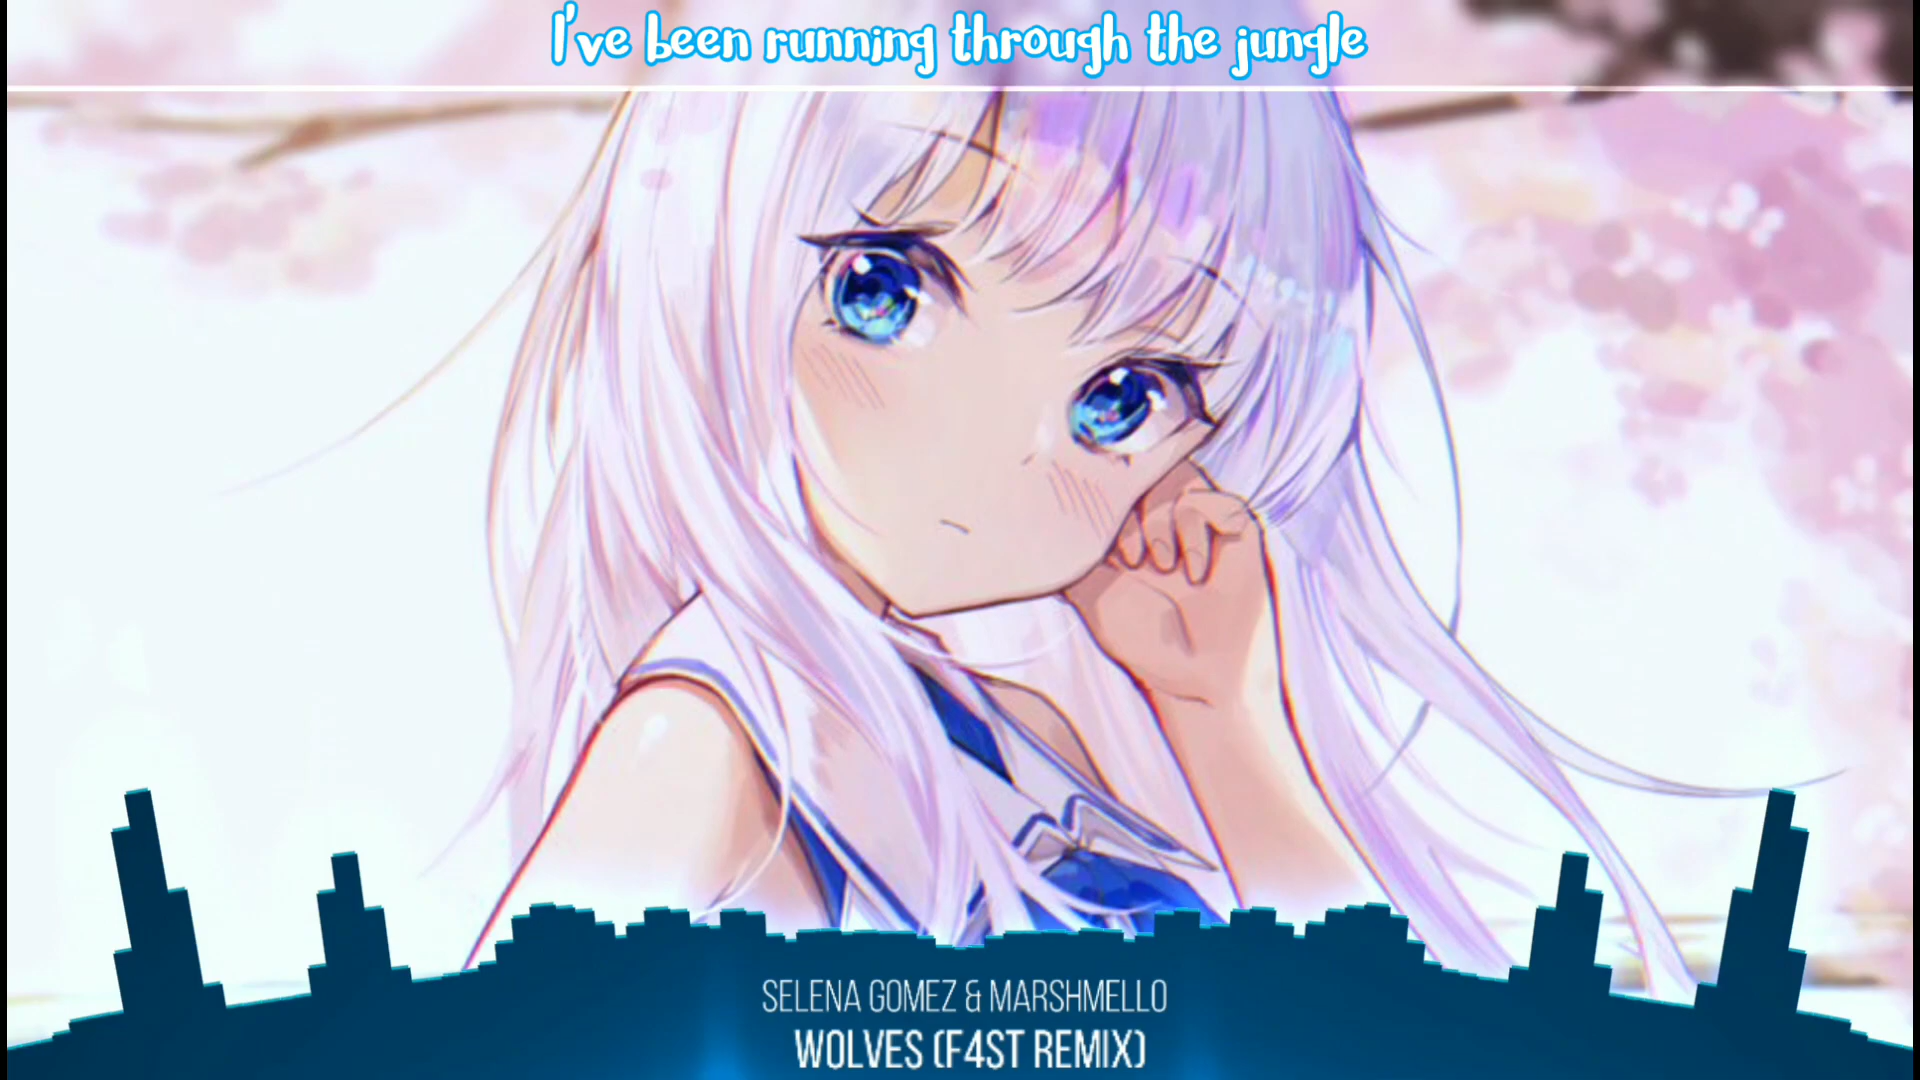 I've been running through the jungle
SELENA GOMEZ & MARSHMELLO
WOLVES (F4ST REMIX)